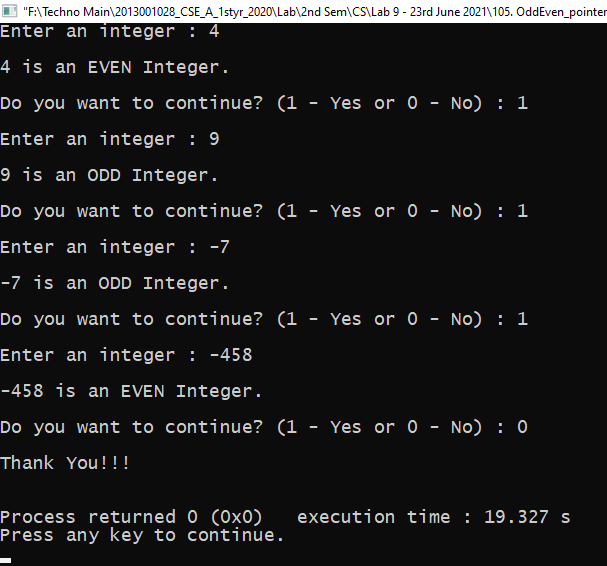 "F:\Techno Main\2013001028_CSE_A_1styr_2020\Lab\2nd Sem\CS\Lab 9 - 23rd June 2021\105. OddEven_pointer
Enter an integer : 4
4 is an EVEN Integer.
Do you want to continue? (1 - Yes or 0 - No) : 1
Enter an integer : 9
9 is an ODD Integer.
Do you want to continue? (1 - Yes or 0 - No) : 1
Enter an integer : -7
-7 is an ODD Integer.
Do you want to continue? (1 - Yes or 0 - No) : 1
Enter an integer : -458
-458 is an EVEN Integer.
Do you want to continue? (1 - Yes or 0 - No) : 0
Thank You!!!
Process returned 0 (0x0)   execution time : 19.327 s
Press any key to continue.